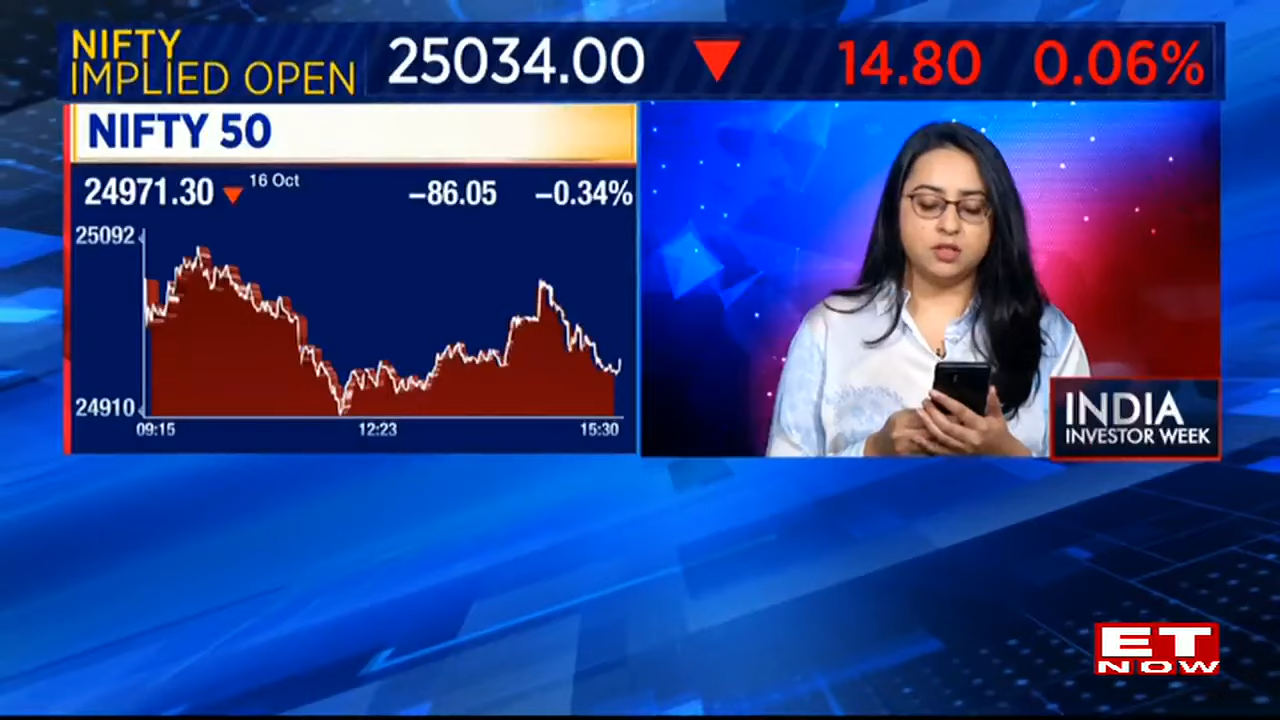 NIFTY
IMPLIED OPEN
25034.00 ▼ 14.80 0.06%
NIFTY 50
24971.30 ▼ 16 Oct –86.05 –0.34%
25092
24910
09:15 12:23 15:30
INDIA
INVESTOR WEEK
ET
NOW